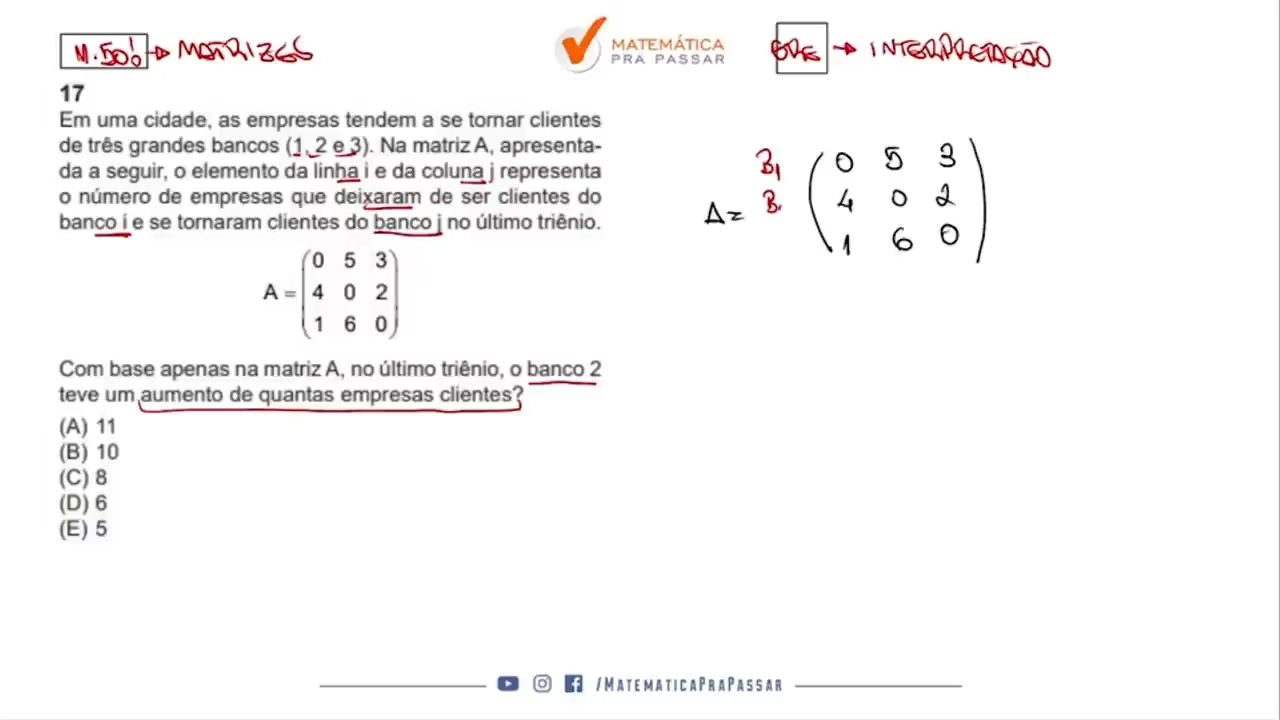 M.50! → MATRIZES
MATEMÁTICA
PRA PASSAR
→ INTERPRETAÇÃO
17
Em uma cidade, as empresas tendem a se tornar clientes
de três grandes bancos (1, 2 e 3). Na matriz A, apresenta-
da a seguir, o elemento da linha i e da coluna j representa
o número de empresas que deixaram de ser clientes do
banco i e se tornaram clientes do banco j no último triênio.
A = 0 5 3
4 0 2
1 6 0
Com base apenas na matriz A, no último triênio, o banco 2
teve um aumento de quantas empresas clientes?
(A) 11
(B) 10
(C) 8
(D) 6
(E) 5
B1 0 5 3
A = B 4 0 2
1 6 0
/MATEMATICAPRAPASSAR